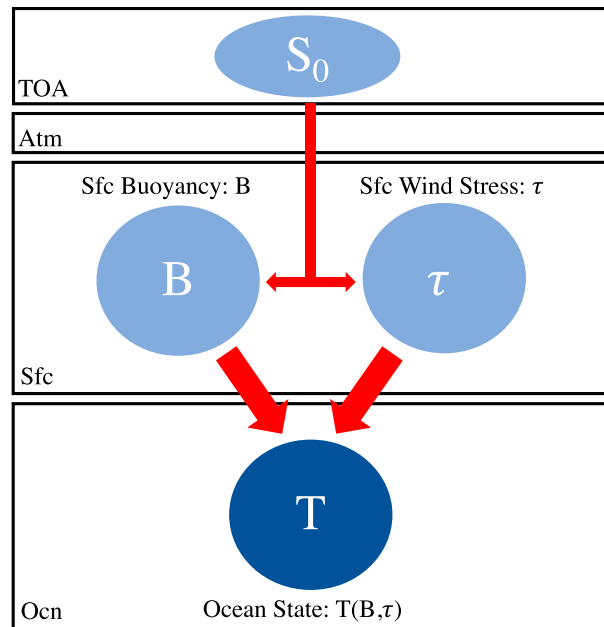 S₀
TOA
Atm
Sfc Buoyancy: B
Sfc Wind Stress: τ
B
τ
Sfc
T
Ocean State: T(B,τ)
Ocn